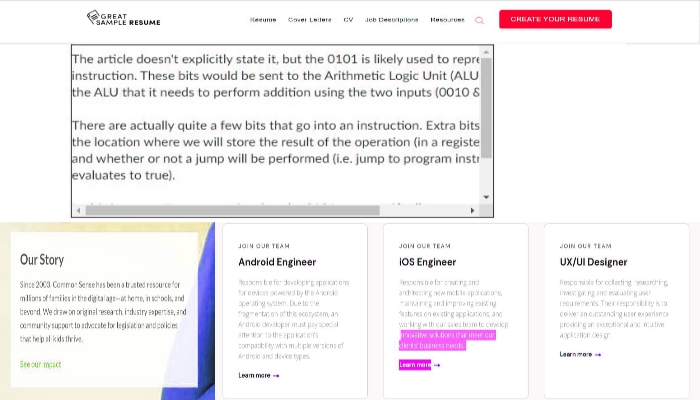 GREAT
SAMPLE RESUME
Resume Cover Letters CV Job Descriptions Resources
CREATE YOUR RESUME
The article doesn't explicitly state it, but the 0101 is likely used to repre
instruction. These bits would be sent to the Arithmetic Logic Unit (ALU
the ALU that it needs to perform addition using the two inputs (0010 &
There are actually quite a few bits that go into an instruction. Extra bits
the location where we will store the result of the operation (in a registe
and whether or not a jump will be performed (i.e. jump to program instr
evaluates to true).
Our Story
Since 2003, Common Sense has been a trusted resource for
millions of families in the digital age—at home, in schools, and
beyond. We draw on original research, industry expertise, and
community support to advocate for legislation and policies
that help all kids thrive.
See our impact
JOIN OUR TEAM
Android Engineer
Responsible for developing applications
for devices powered by the Android
operating system. Due to the
fragmentation of this ecosystem, an
Android developer must pay special
attention to the application's
compatibility with multiple versions of
Android and device types.
Learn more →
JOIN OUR TEAM
iOS Engineer
Responsible for creating and
architecting new mobile applications,
maintaining and improving existing
features on existing applications, and
working with our sales team to develop
innovative solutions that meet our
clients' business needs.
Learn more →
JOIN OUR TEAM
UX/UI Designer
Responsible for collecting, researching,
investigating and evaluating user
requirements. Their responsibility is to
deliver an outstanding user experience
providing an exceptional and intuitive
application design.
Learn more →